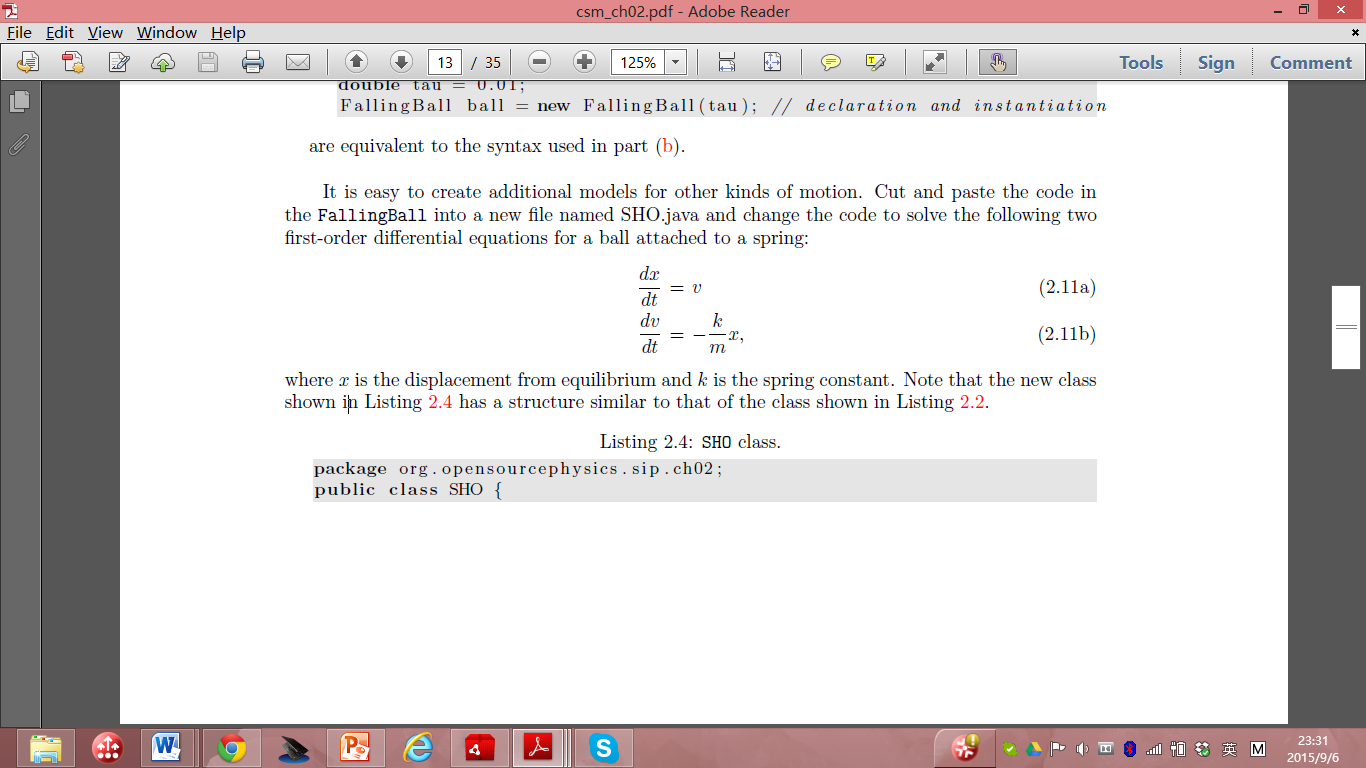 csm_ch02.pdf - Adobe Reader
File Edit View Window Help
13 / 35 125% Tools Sign Comment
double tau = 0.01;
FallingBall ball = new FallingBall(tau); // declaration and instantiation
are equivalent to the syntax used in part (b).
It is easy to create additional models for other kinds of motion. Cut and paste the code in
the FallingBall into a new file named SHO.java and change the code to solve the following two
first-order differential equations for a ball attached to a spring:
dx/dt = v (2.11a)
dv/dt = −k/m x, (2.11b)
where x is the displacement from equilibrium and k is the spring constant. Note that the new class
shown in Listing 2.4 has a structure similar to that of the class shown in Listing 2.2.
Listing 2.4: SHO class.
package org.opensourcephysics.sip.ch02;
public class SHO {
英 M 23:31
2015/9/6